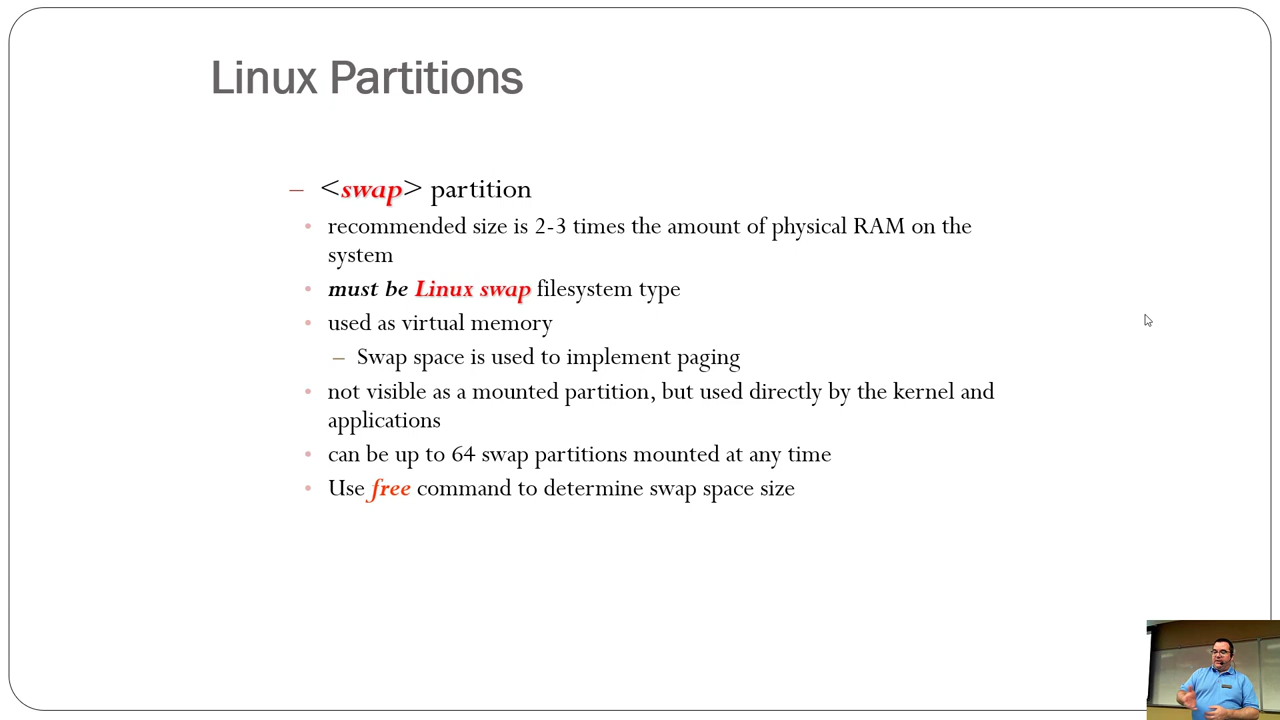 Linux Partitions
– <swap> partition
• recommended size is 2-3 times the amount of physical RAM on the
system
• must be Linux swap filesystem type
• used as virtual memory
– Swap space is used to implement paging
• not visible as a mounted partition, but used directly by the kernel and
applications
• can be up to 64 swap partitions mounted at any time
• Use free command to determine swap space size